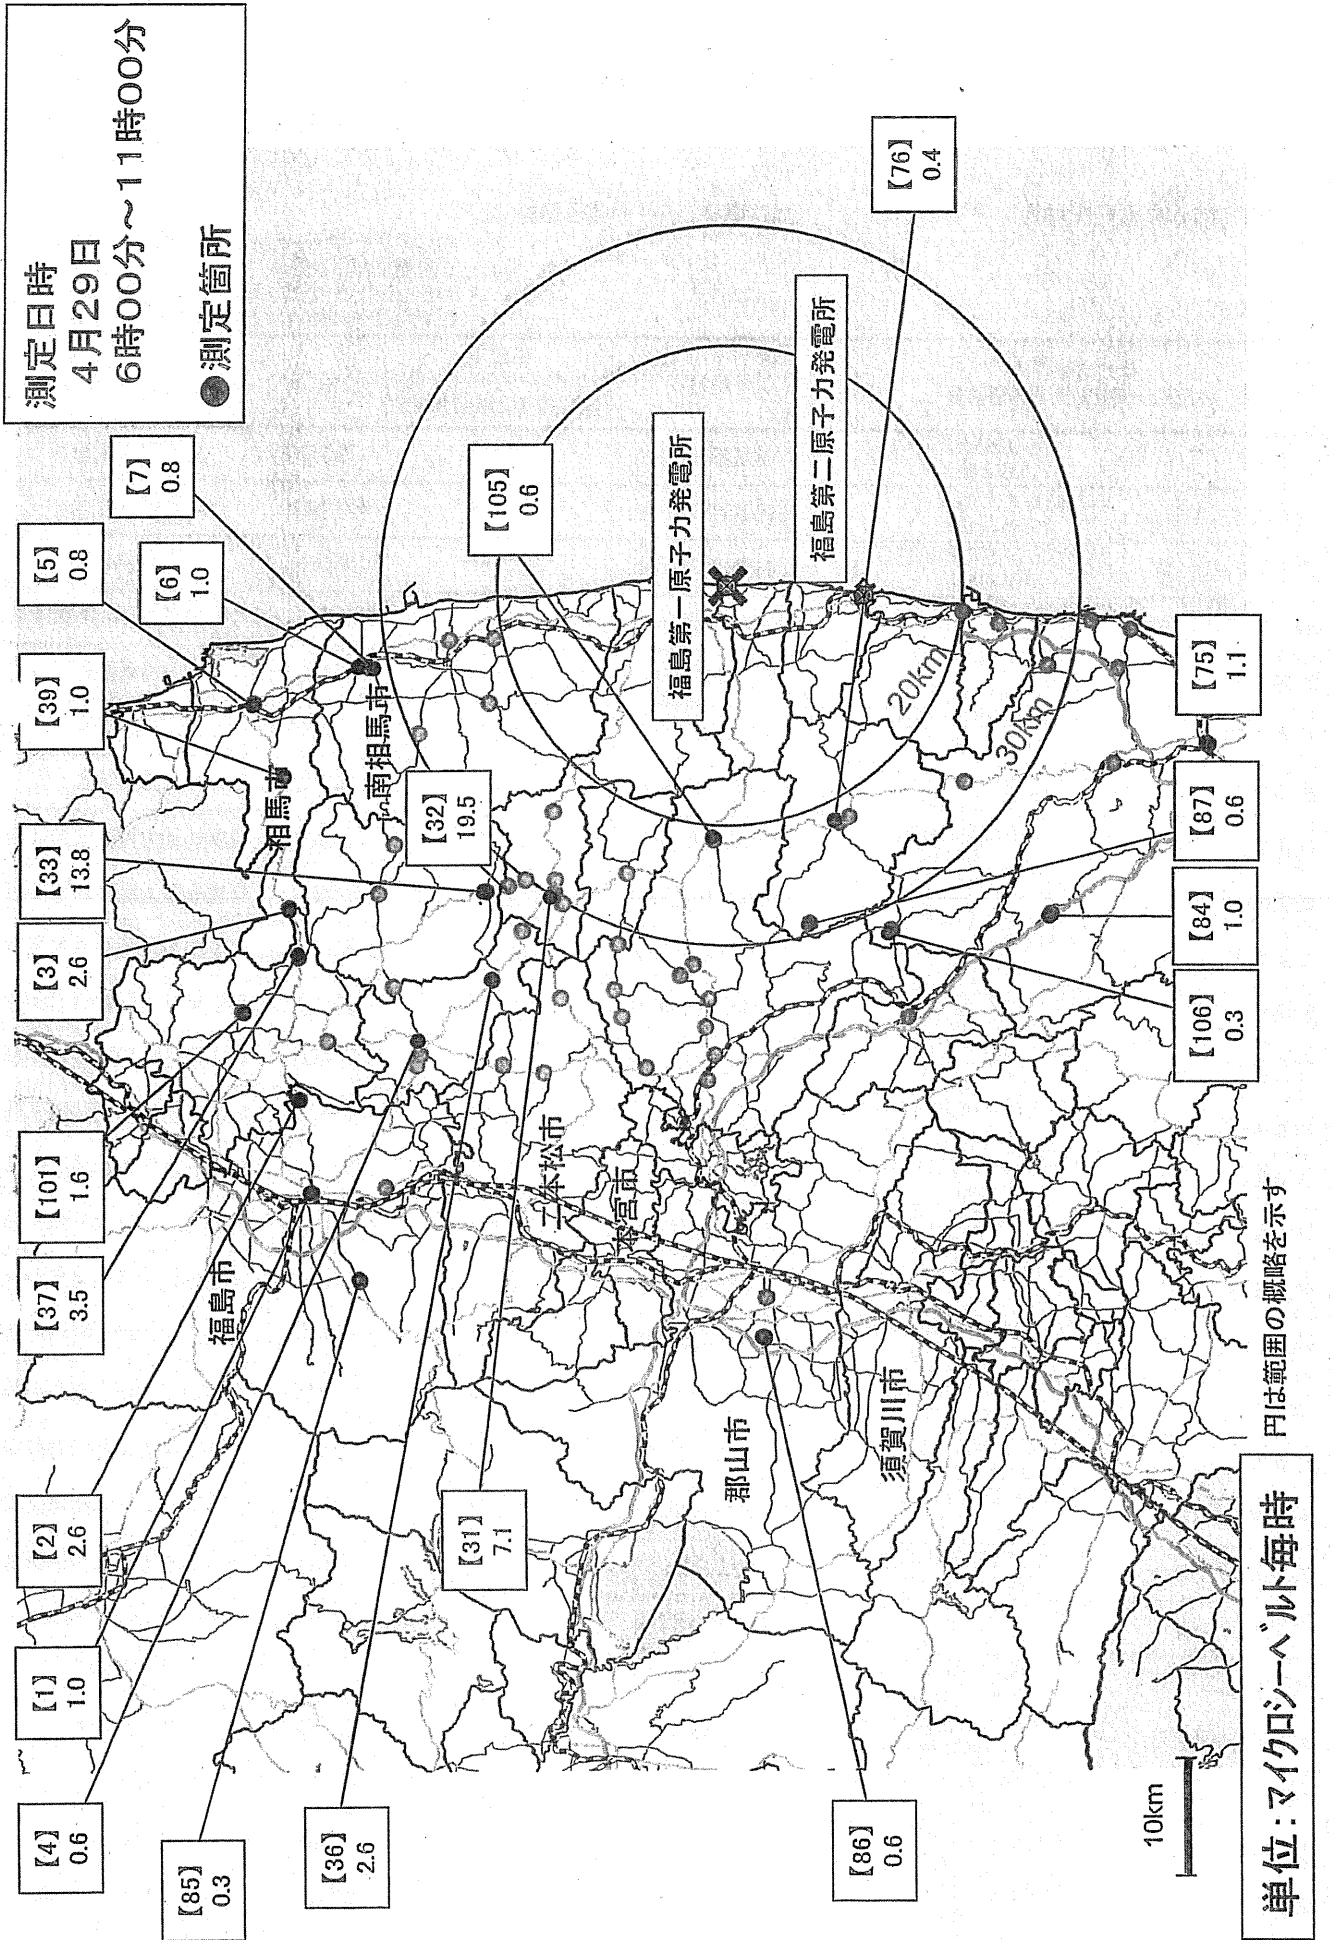 測定日時
4月29日
6時00分～11時00分
●測定箇所
【4】
0.6
【1】
1.0
【2】
2.6
【37】
3.5
【101】
1.6
【3】
2.6
【33】
13.8
【39】
1.0
【5】
0.8
【6】
1.0
【7】
0.8
【85】
0.3
【36】
2.6
【31】
7.1
【32】
19.5
【105】
0.6
福島市
相馬市
南相馬市
二本松市
本宮市
郡山市
須賀川市
福島第一原子力発電所
福島第二原子力発電所
20km
30km
【76】
0.4
【86】
0.6
【106】
0.3
【84】
1.0
【87】
0.6
【75】
1.1
10km
円は範囲の概略を示す
単位：マイクロシーベルト毎時